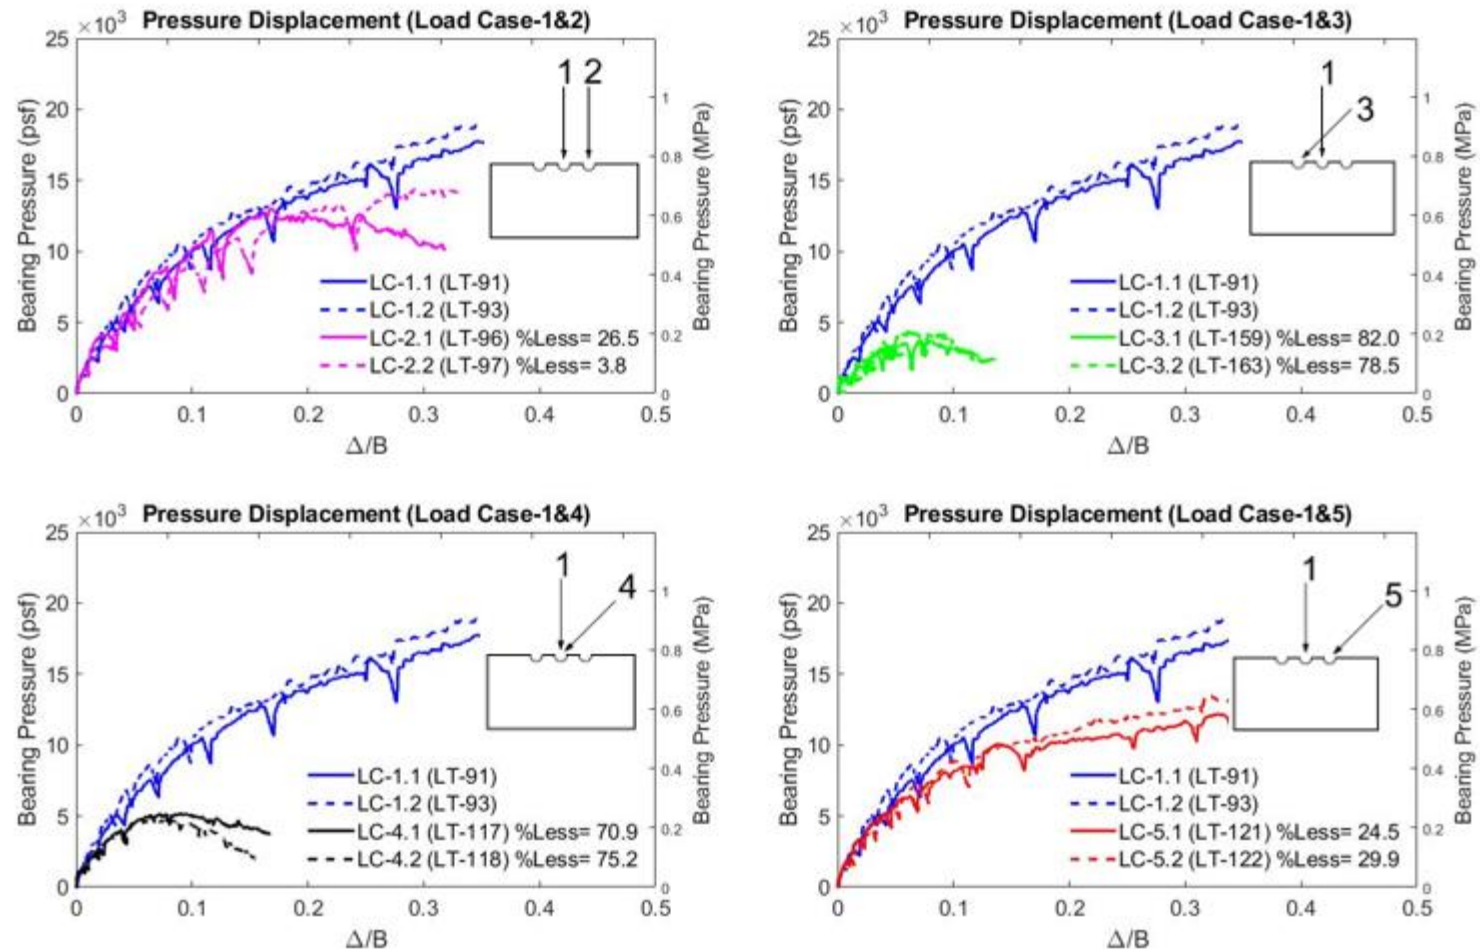 Pressure Displacement (Load Case-1&2)
×10³
25
20
15
10
5
0
Bearing Pressure (psf)
1
0.8
0.6
0.4
0.2
0
Bearing Pressure (MPa)
1 2
LC-1.1 (LT-91)
LC-1.2 (LT-93)
LC-2.1 (LT-96) %Less= 26.5
LC-2.2 (LT-97) %Less= 3.8
0 0.1 0.2 0.3 0.4 0.5
Δ/B
Pressure Displacement (Load Case-1&3)
×10³
25
20
15
10
5
0
Bearing Pressure (psf)
1
0.8
0.6
0.4
0.2
0
Bearing Pressure (MPa)
1
3
LC-1.1 (LT-91)
LC-1.2 (LT-93)
LC-3.1 (LT-159) %Less= 82.0
LC-3.2 (LT-163) %Less= 78.5
0 0.1 0.2 0.3 0.4 0.5
Δ/B
Pressure Displacement (Load Case-1&4)
×10³
25
20
15
10
5
0
Bearing Pressure (psf)
1
0.8
0.6
0.4
0.2
0
Bearing Pressure (MPa)
1
4
LC-1.1 (LT-91)
LC-1.2 (LT-93)
LC-4.1 (LT-117) %Less= 70.9
LC-4.2 (LT-118) %Less= 75.2
0 0.1 0.2 0.3 0.4 0.5
Δ/B
Pressure Displacement (Load Case-1&5)
×10³
25
20
15
10
5
0
Bearing Pressure (psf)
1
0.8
0.6
0.4
0.2
0
Bearing Pressure (MPa)
1
5
LC-1.1 (LT-91)
LC-1.2 (LT-93)
LC-5.1 (LT-121) %Less= 24.5
LC-5.2 (LT-122) %Less= 29.9
0 0.1 0.2 0.3 0.4 0.5
Δ/B